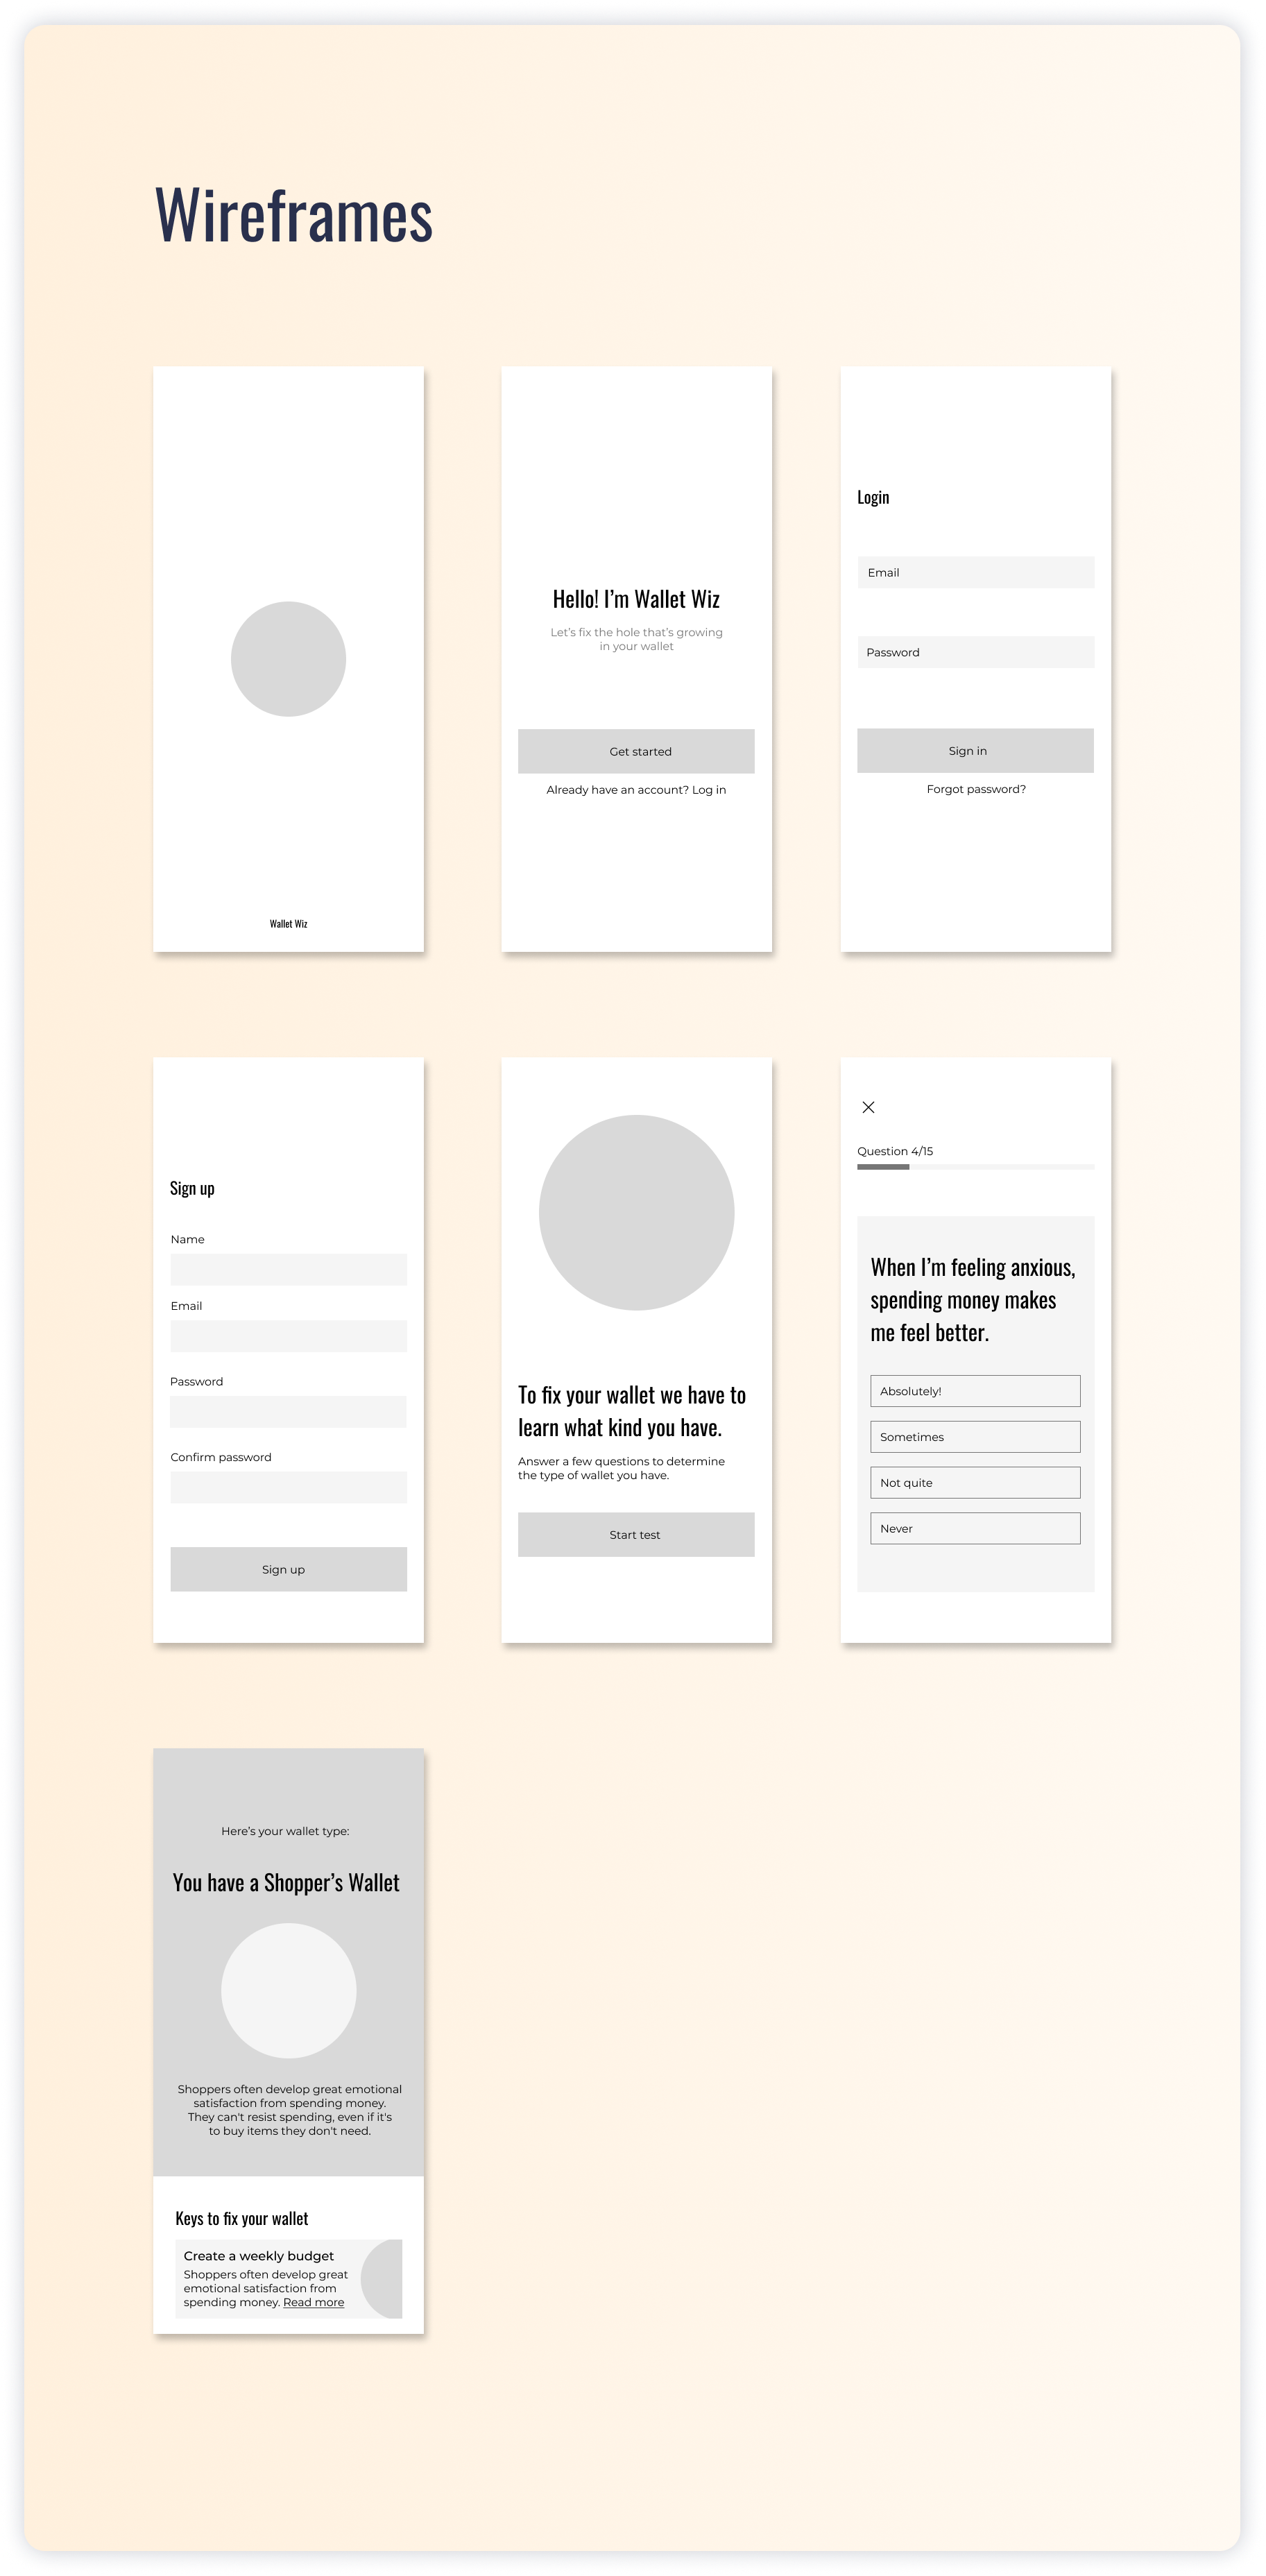 Wireframes
Wallet Wiz
Hello! I’m Wallet Wiz
Let’s fix the hole that’s growing
in your wallet
Get started
Already have an account? Log in
Login
Email
Password
Sign in
Forgot password?
Sign up
Name
Email
Password
Confirm password
Sign up
To fix your wallet we have to
learn what kind you have.
Answer a few questions to determine
the type of wallet you have.
Start test
Question 4/15
When I’m feeling anxious,
spending money makes
me feel better.
Absolutely!
Sometimes
Not quite
Never
Here’s your wallet type:
You have a Shopper’s Wallet
Shoppers often develop great emotional
satisfaction from spending money.
They can't resist spending, even if it's
to buy items they don't need.
Keys to fix your wallet
Create a weekly budget
Shoppers often develop great
emotional satisfaction from
spending money. Read more